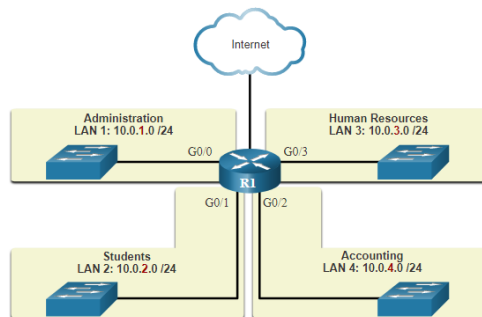 Internet
Administration
LAN 1: 10.0.1.0 /24
Human Resources
LAN 3: 10.0.3.0 /24
G0/0
G0/3
R1
G0/1
G0/2
Students
LAN 2: 10.0.2.0 /24
Accounting
LAN 4: 10.0.4.0 /24